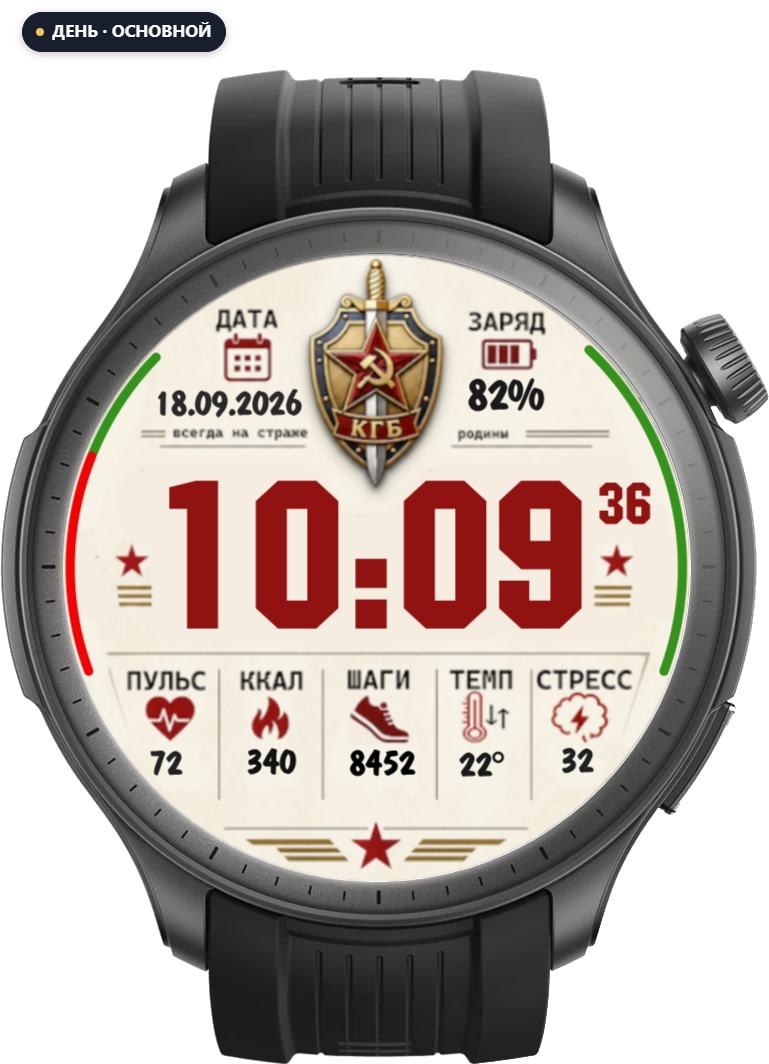 ДЕНЬ · ОСНОВНОЙ
ДАТА
ЗАРЯД
18.09.2026
82%
КГБ
всегда на страже
родины
10:09
36
ПУЛЬС ККАЛ ШАГИ ТЕМП СТРЕСС
72 340 8452 22° 32